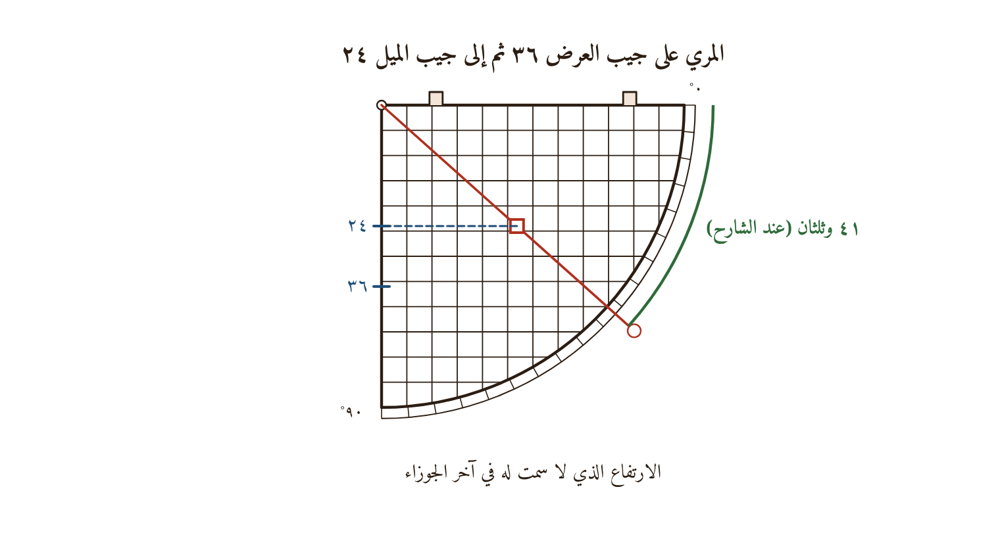 المري على جيب العرض ٣٦ ثم إلى جيب الميل ٢٤
٠°
٢٤
٤١ وثلثان (عند الشارح)
٣٦
٩٠°
الارتفاع الذي لا سمت له في آخر الجوزاء